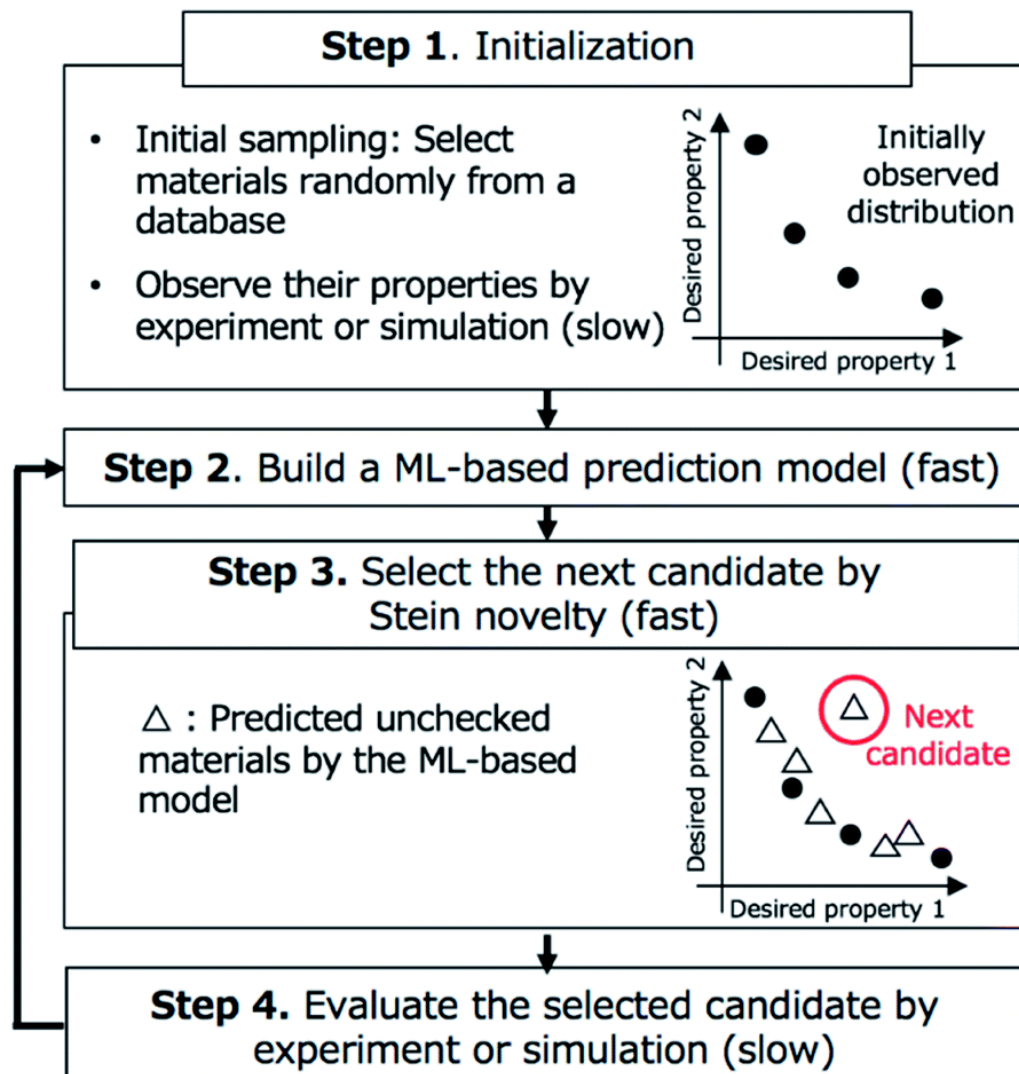 Step 1. Initialization
• Initial sampling: Select
materials randomly from a
database
• Observe their properties by
experiment or simulation (slow)
Desired property 2
Initially
observed
distribution
Desired property 1
Step 2. Build a ML-based prediction model (fast)
Step 3. Select the next candidate by
Stein novelty (fast)
△ : Predicted unchecked
materials by the ML-based
model
Desired property 2
Next
candidate
Desired property 1
Step 4. Evaluate the selected candidate by
experiment or simulation (slow)